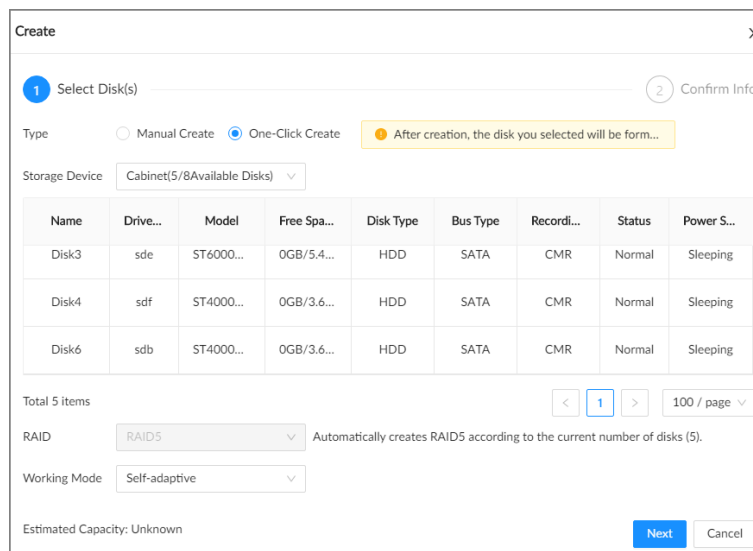 Create
1 Select Disk(s) 2 Confirm Info
Type Manual Create One-Click Create After creation, the disk you selected will be form...
Storage Device Cabinet(5/8Available Disks)
Name Drive... Model Free Spa... Disk Type Bus Type Recordi... Status Power S...
Disk3 sde ST6000... 0GB/5.4... HDD SATA CMR Normal Sleeping
Disk4 sdf ST4000... 0GB/3.6... HDD SATA CMR Normal Sleeping
Disk6 sdb ST4000... 0GB/3.6... HDD SATA CMR Normal Sleeping
Total 5 items < 1 > 100 / page
RAID RAID5 Automatically creates RAID5 according to the current number of disks (5).
Working Mode Self-adaptive
Estimated Capacity: Unknown
Next Cancel